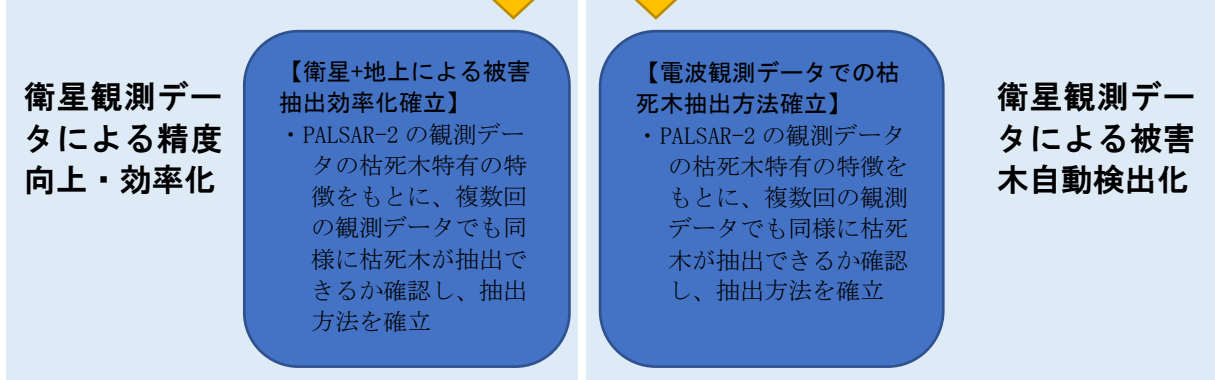 衛星観測デー
タによる精度
向上・効率化
【衛星+地上による被害
抽出効率化確立】
・PALSAR-2 の観測デー
タの枯死木特有の特
徴をもとに、複数回
の観測データでも同
様に枯死木が抽出で
きるか確認し、抽出
方法を確立
【電波観測データでの枯
死木抽出方法確立】
・PALSAR-2 の観測データ
の枯死木特有の特徴を
もとに、複数回の観測
データでも同様に枯死
木が抽出できるか確認
し、抽出方法を確立
衛星観測デー
タによる被害
木自動検出化